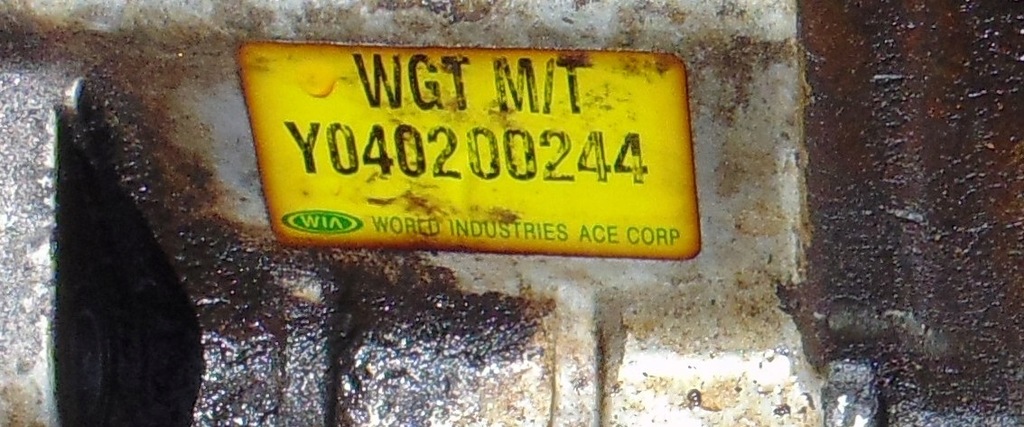 WGT M/T
Y040200244
WIA WORLD INDUSTRIES ACE CORP